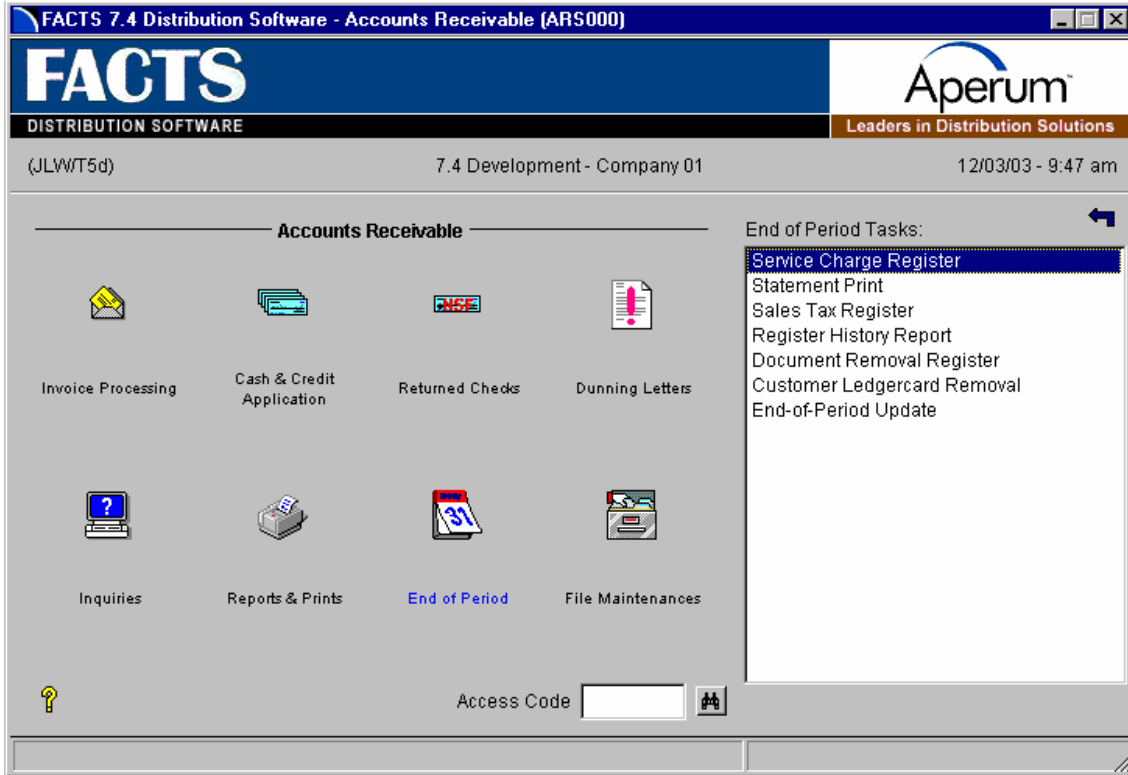 FACTS 7.4 Distribution Software - Accounts Receivable (ARS000)
FACTS
DISTRIBUTION SOFTWARE
Aperum™
Leaders in Distribution Solutions
(JLW/T5d)
7.4 Development - Company 01
12/03/03 - 9:47 am
Accounts Receivable
Invoice Processing
Cash & Credit
Application
NSF
Returned Checks
Dunning Letters
?
Inquiries
Reports & Prints
31
End of Period
File Maintenances
End of Period Tasks:
Service Charge Register
Statement Print
Sales Tax Register
Register History Report
Document Removal Register
Customer Ledgercard Removal
End-of-Period Update
?
Access Code